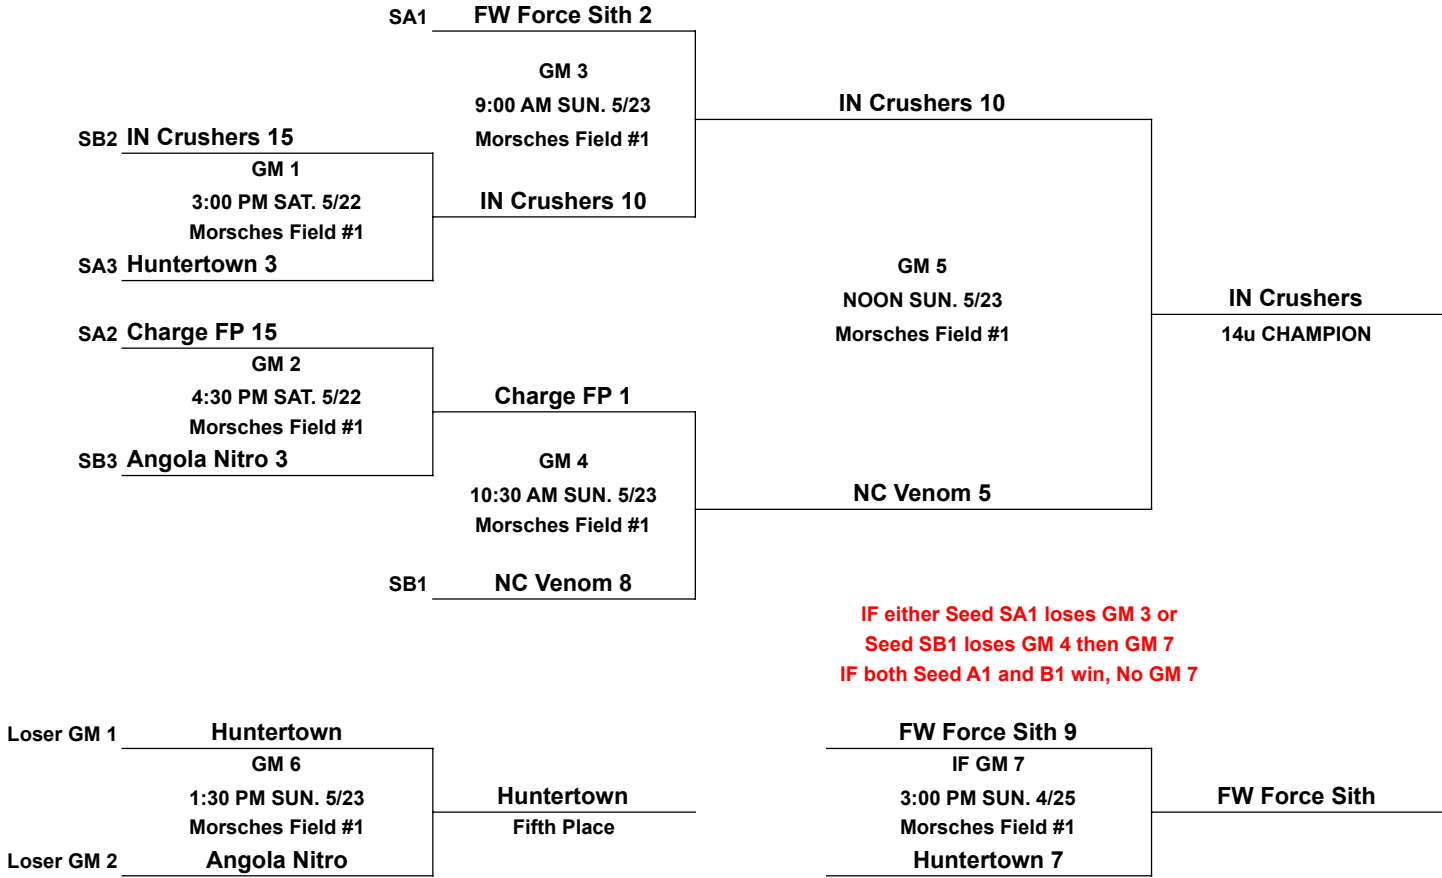 SA1 FW Force Sith 2
GM 3
9:00 AM SUN. 5/23
Morsches Field #1
IN Crushers 10
SB2 IN Crushers 15
GM 1
3:00 PM SAT. 5/22
Morsches Field #1
IN Crushers 10
SA3 Huntertown 3
GM 5
NOON SUN. 5/23
Morsches Field #1
IN Crushers
14u CHAMPION
SA2 Charge FP 15
GM 2
4:30 PM SAT. 5/22
Morsches Field #1
Charge FP 1
SB3 Angola Nitro 3
GM 4
10:30 AM SUN. 5/23
Morsches Field #1
NC Venom 5
SB1 NC Venom 8
IF either Seed SA1 loses GM 3 or
Seed SB1 loses GM 4 then GM 7
IF both Seed A1 and B1 win, No GM 7
Loser GM 1 Huntertown
GM 6
1:30 PM SUN. 5/23
Morsches Field #1
Huntertown
Fifth Place
Loser GM 2 Angola Nitro
FW Force Sith 9
IF GM 7
3:00 PM SUN. 4/25
Morsches Field #1
FW Force Sith
Huntertown 7